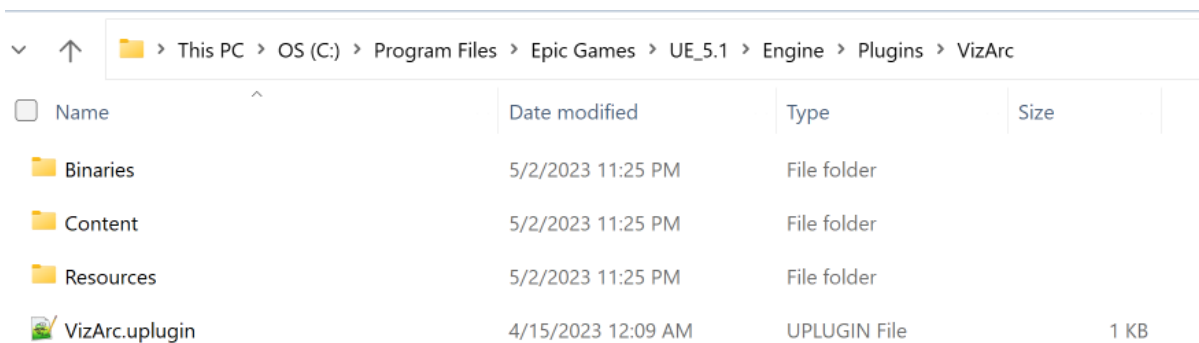 This PC > OS (C:) > Program Files > Epic Games > UE_5.1 > Engine > Plugins > VizArc
Name Date modified Type Size
Binaries 5/2/2023 11:25 PM File folder
Content 5/2/2023 11:25 PM File folder
Resources 5/2/2023 11:25 PM File folder
VizArc.uplugin 4/15/2023 12:09 AM UPLUGIN File 1 KB